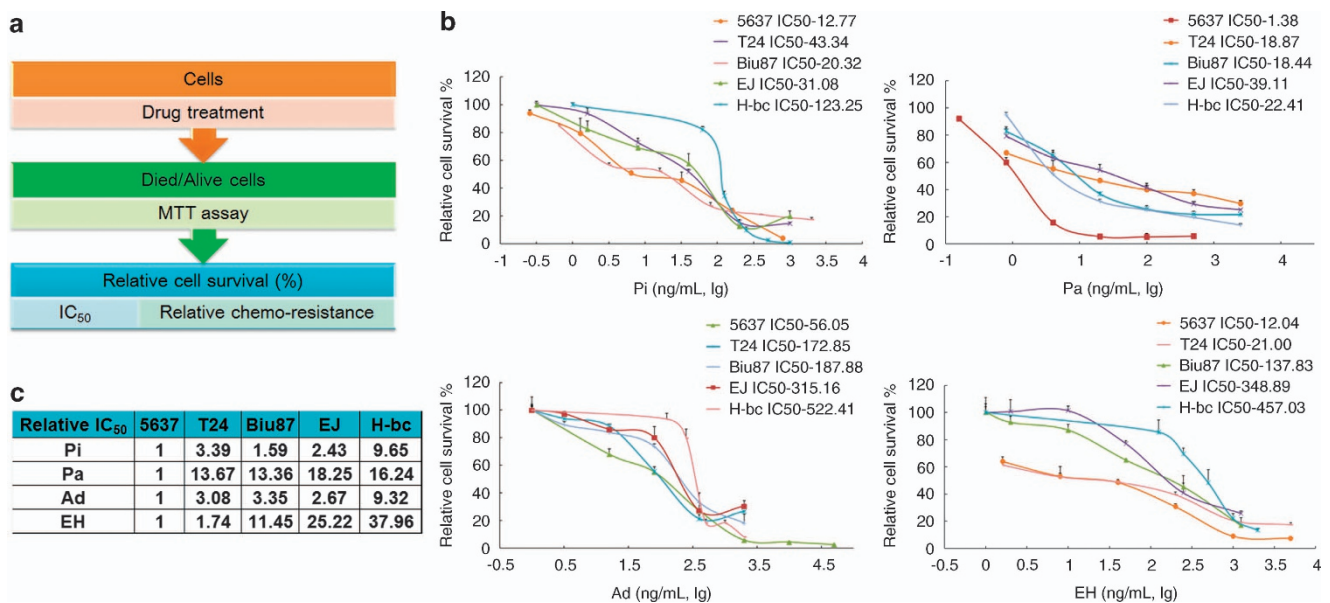 a
Cells
Drug treatment
Died/Alive cells
MTT assay
Relative cell survival (%)
IC50 Relative chemo-resistance
b
5637 IC50-12.77
T24 IC50-43.34
Biu87 IC50-20.32
EJ IC50-31.08
H-bc IC50-123.25
Relative cell survival %
120
100
80
60
40
20
0
-1 -0.5 0 0.5 1 1.5 2 2.5 3 3.5 4
Pi (ng/mL, lg)
5637 IC50-1.38
T24 IC50-18.87
Biu87 IC50-18.44
EJ IC50-39.11
H-bc IC50-22.41
Relative cell survival %
120
100
80
60
40
20
0
-1 0 1 2 3 4
Pa (ng/mL, lg)
5637 IC50-56.05
T24 IC50-172.85
Biu87 IC50-187.88
EJ IC50-315.16
H-bc IC50-522.41
Relative cell survival %
120
100
80
60
40
20
0
-0.5 0.5 1.5 2.5 3.5 4.5
Ad (ng/mL, lg)
5637 IC50-12.04
T24 IC50-21.00
Biu87 IC50-137.83
EJ IC50-348.89
H-bc IC50-457.03
Relative cell survival %
120
100
80
60
40
20
0
-0.5 0 0.5 1 1.5 2 2.5 3 3.5 4
EH (ng/mL, lg)
c
Relative IC50 5637 T24 Biu87 EJ H-bc
Pi 1 3.39 1.59 2.43 9.65
Pa 1 13.67 13.36 18.25 16.24
Ad 1 3.08 3.35 2.67 9.32
EH 1 1.74 11.45 25.22 37.96